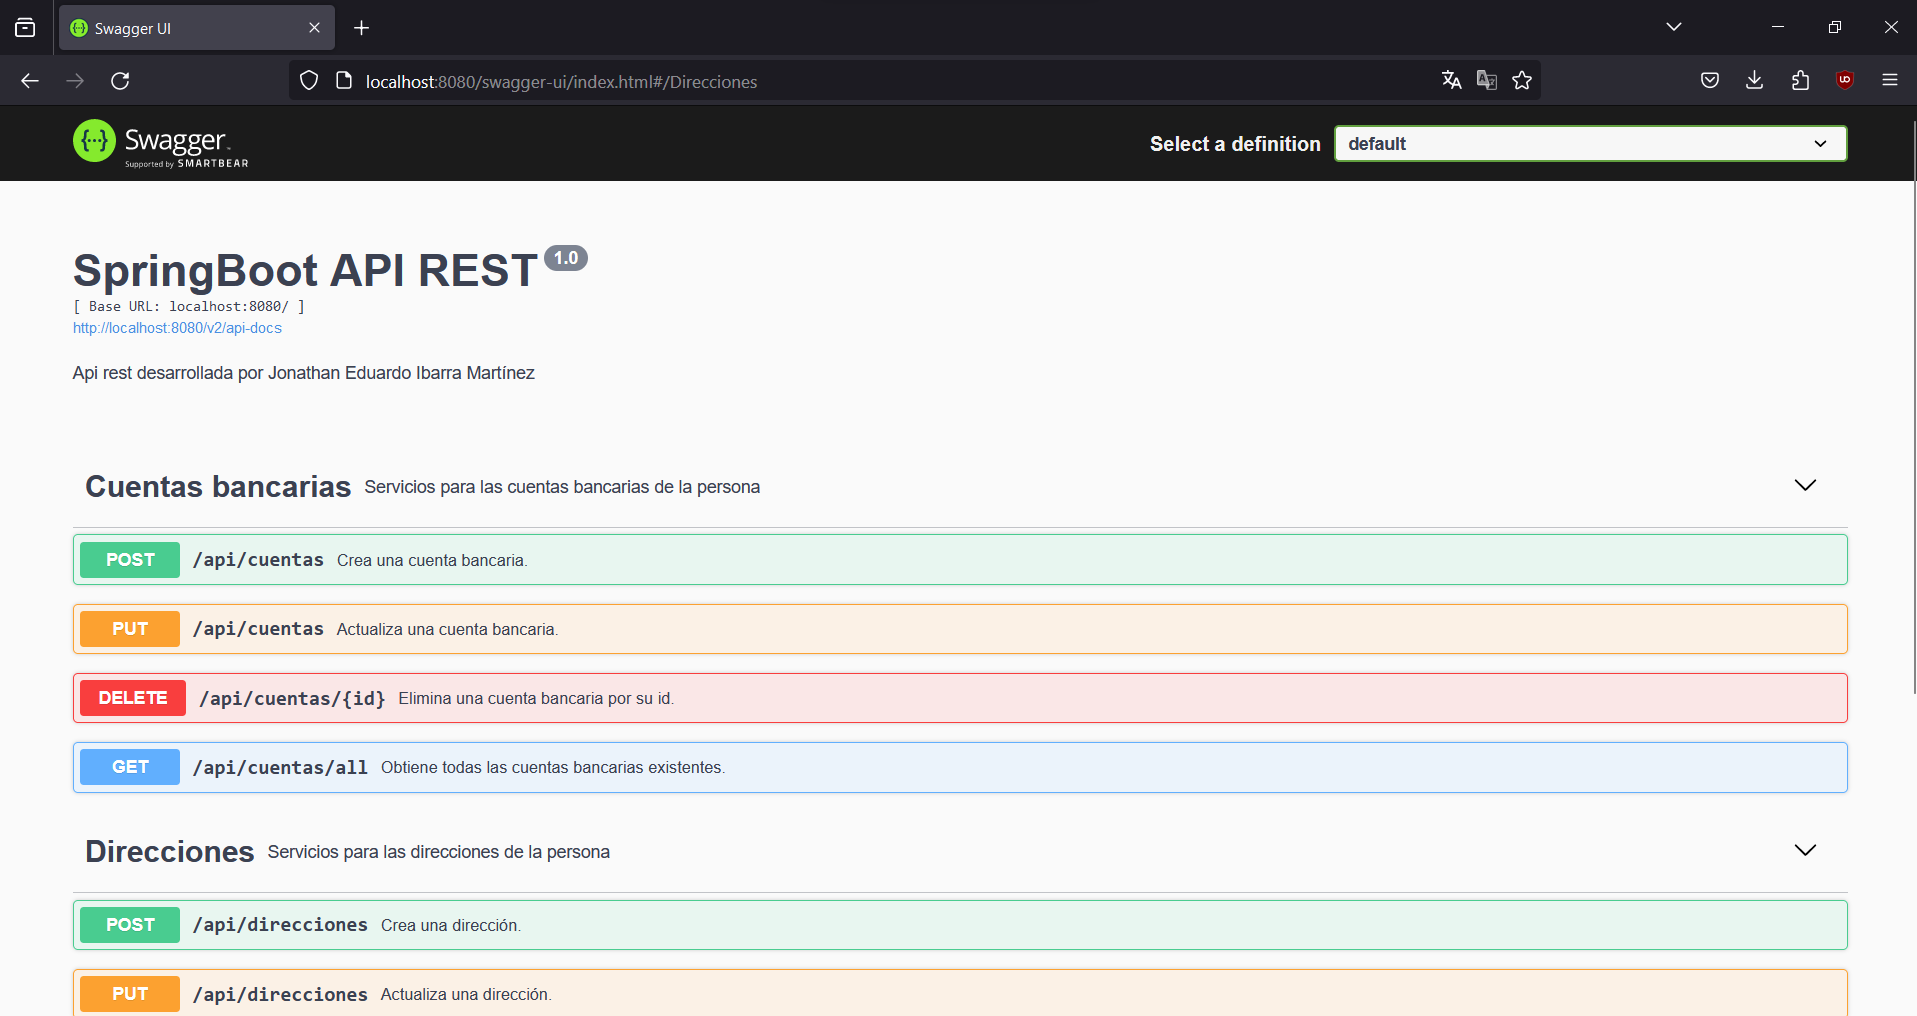 Swagger UI
localhost:8080/swagger-ui/index.html#/Direcciones
Swagger
Supported by SMARTBEAR
Select a definition
default
SpringBoot API REST 1.0
[ Base URL: localhost:8080/ ]
http://localhost:8080/v2/api-docs
Api rest desarrollada por Jonathan Eduardo Ibarra Martínez
Cuentas bancarias Servicios para las cuentas bancarias de la persona
POST /api/cuentas Crea una cuenta bancaria.
PUT /api/cuentas Actualiza una cuenta bancaria.
DELETE /api/cuentas/{id} Elimina una cuenta bancaria por su id.
GET /api/cuentas/all Obtiene todas las cuentas bancarias existentes.
Direcciones Servicios para las direcciones de la persona
POST /api/direcciones Crea una dirección.
PUT /api/direcciones Actualiza una dirección.